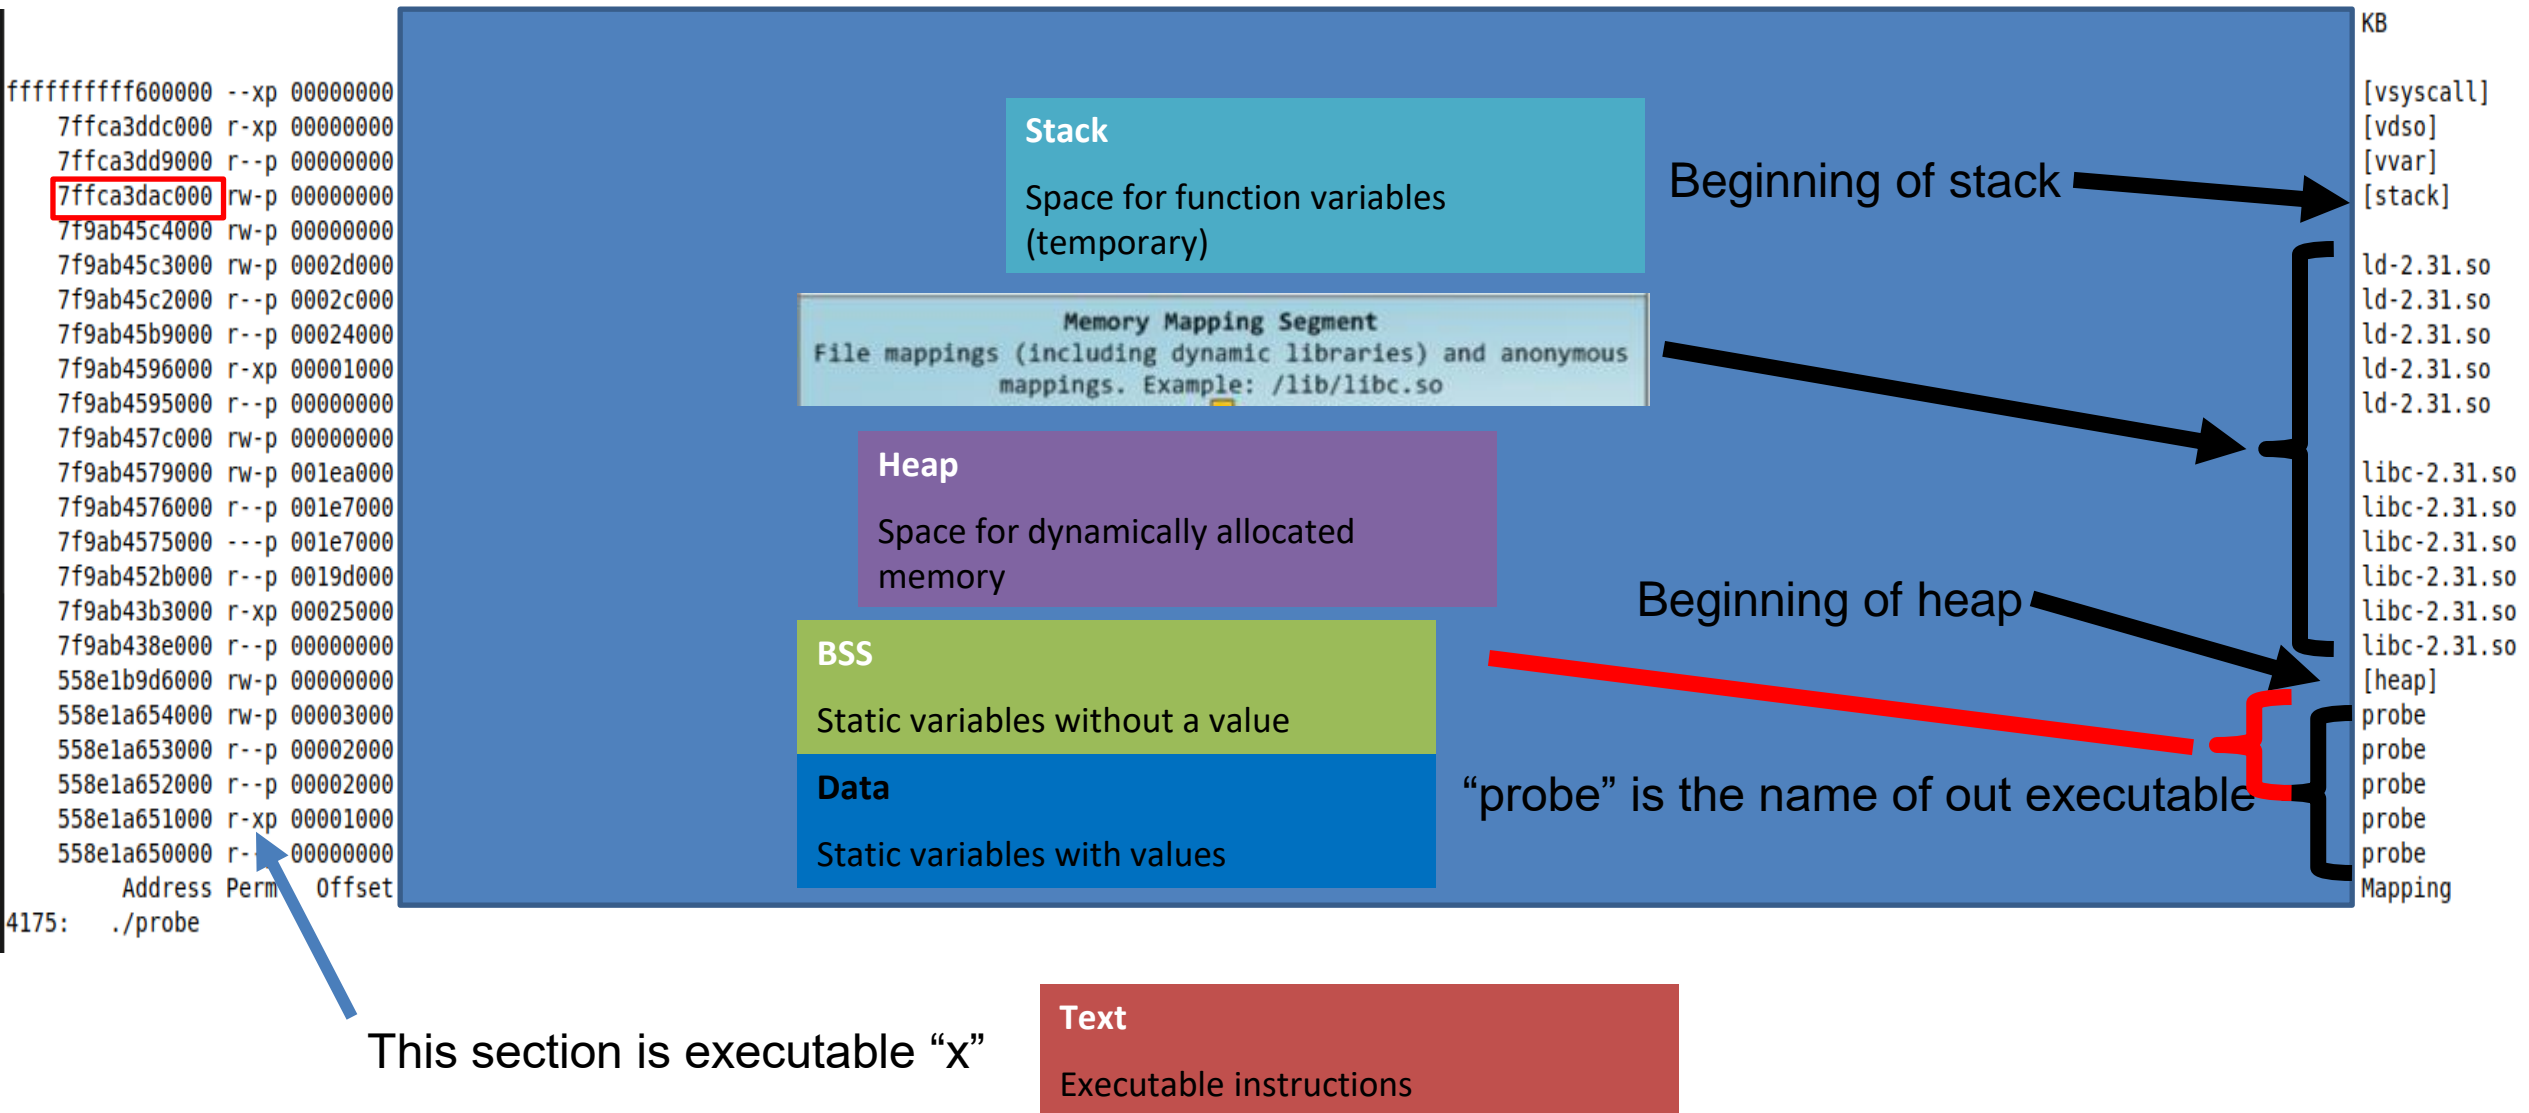 KB
ffffffffff600000 --xp 00000000 [vsyscall]
7ffca3ddc000 r-xp 00000000 [vdso]
7ffca3dd9000 r--p 00000000 [vvar]
7ffca3dac000 rw-p 00000000 [stack]
7f9ab45c4000 rw-p 00000000
7f9ab45c3000 rw-p 0002d000 ld-2.31.so
7f9ab45c2000 r--p 0002c000 ld-2.31.so
7f9ab45b9000 r--p 00024000 ld-2.31.so
7f9ab4596000 r-xp 00001000 ld-2.31.so
7f9ab4595000 r--p 00000000 ld-2.31.so
7f9ab457c000 rw-p 00000000
7f9ab4579000 rw-p 001ea000 libc-2.31.so
7f9ab4576000 r--p 001e7000 libc-2.31.so
7f9ab4575000 ---p 001e7000 libc-2.31.so
7f9ab452b000 r--p 0019d000 libc-2.31.so
7f9ab43b3000 r-xp 00025000 libc-2.31.so
7f9ab438e000 r--p 00000000 libc-2.31.so
558e1b9d6000 rw-p 00000000 [heap]
558e1a654000 rw-p 00003000 probe
558e1a653000 r--p 00002000 probe
558e1a652000 r--p 00002000 probe
558e1a651000 r-xp 00001000 probe
558e1a650000 r-- 00000000 probe
Address Perm Offset Mapping
4175: ./probe
Stack
Space for function variables
(temporary)
Beginning of stack
Memory Mapping Segment
File mappings (including dynamic libraries) and anonymous
mappings. Example: /lib/libc.so
Heap
Space for dynamically allocated
memory
Beginning of heap
BSS
Static variables without a value
Data
Static variables with values
“probe” is the name of out executable
This section is executable “x”
Text
Executable instructions